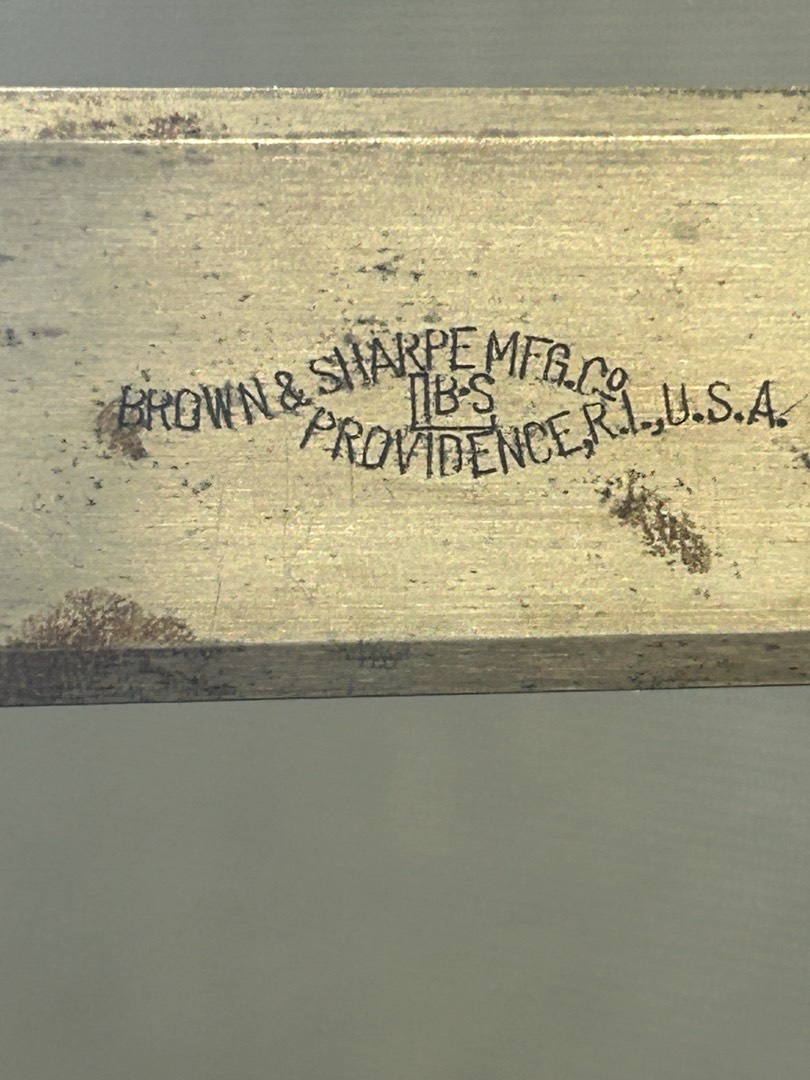 BROWN & SHARPE MFG. Co.
B·S
PROVIDENCE, R.I., U.S.A.